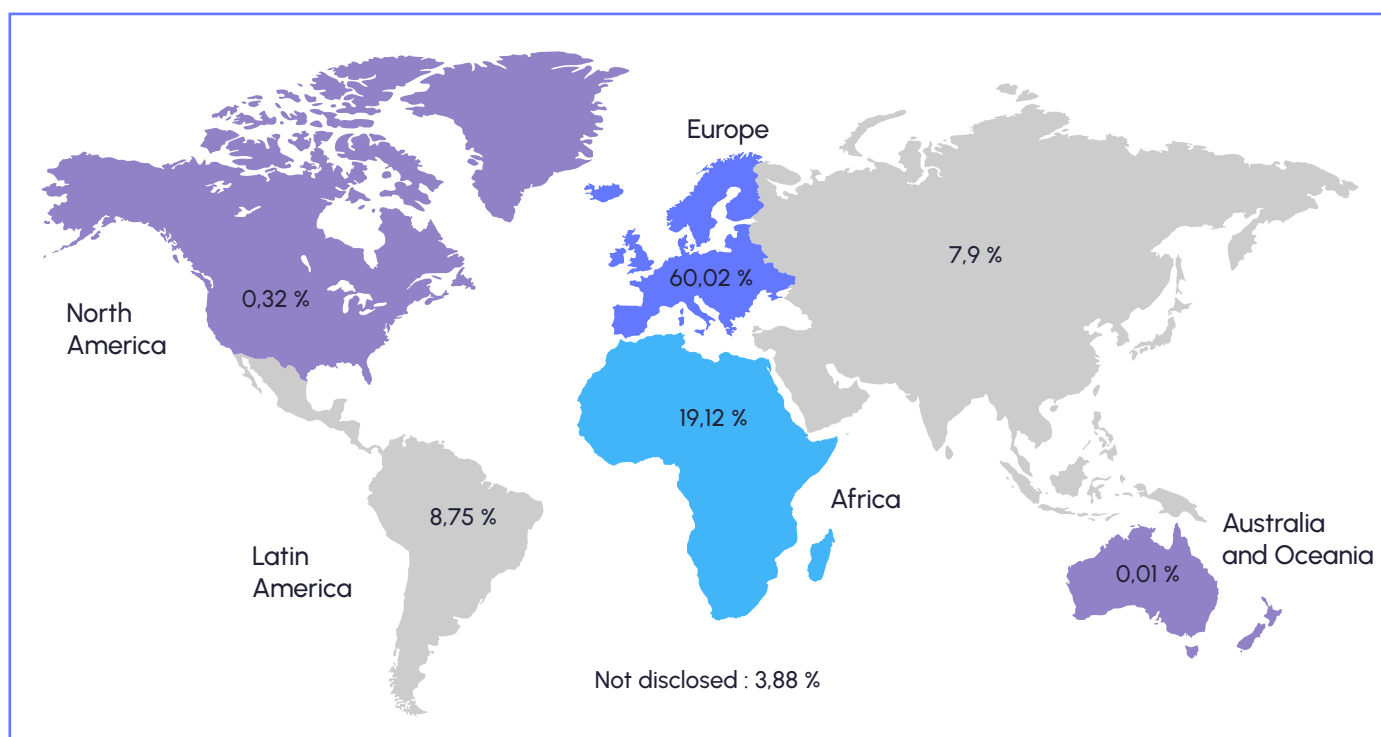 Europe
7,9 %
60,02 %
0,32 %
North
America
19,12 %
Africa
8,75 %
Latin
America
Australia
and Oceania
0,01 %
Not disclosed : 3,88 %